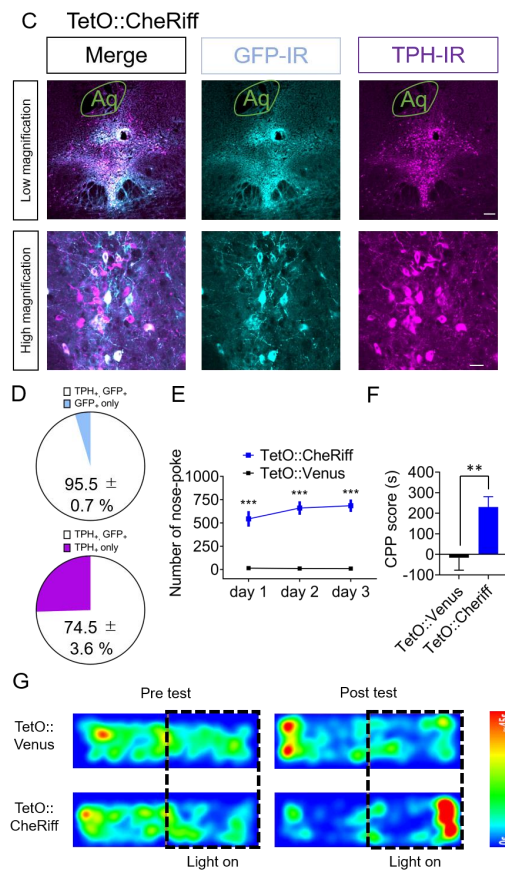 C TetO::CheRiff
Merge GFP-IR TPH-IR
Low magnification
Aq Aq Aq
High magnification
D
TPH+, GFP+
GFP+ only
95.5 ±
0.7 %
TPH+, GFP+
TPH+ only
74.5 ±
3.6 %
E
TetO::CheRiff
TetO::Venus
Number of nose-poke
1000
750
500
250
0
*** *** ***
day 1 day 2 day 3
F
CPP score (s)
400
300
200
100
0
-100
**
TetO::Venus
TetO::Cheriff
G
Pre test Post test
TetO::
Venus
TetO::
CheRiff
Light on Light on